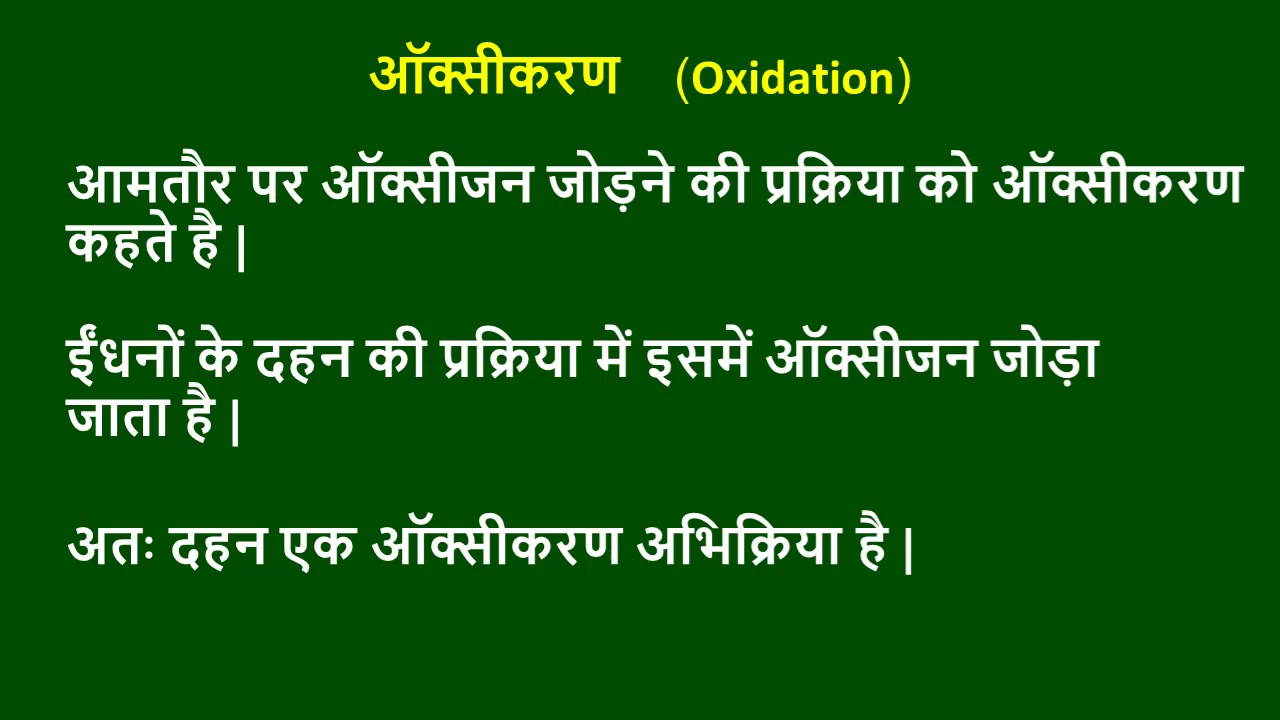 ऑक्सीकरण (Oxidation)
आमतौर पर ऑक्सीजन जोड़ने की प्रक्रिया को ऑक्सीकरण
कहते है |
ईंधनों के दहन की प्रक्रिया में इसमें ऑक्सीजन जोड़ा
जाता है |
अतः दहन एक ऑक्सीकरण अभिक्रिया है |